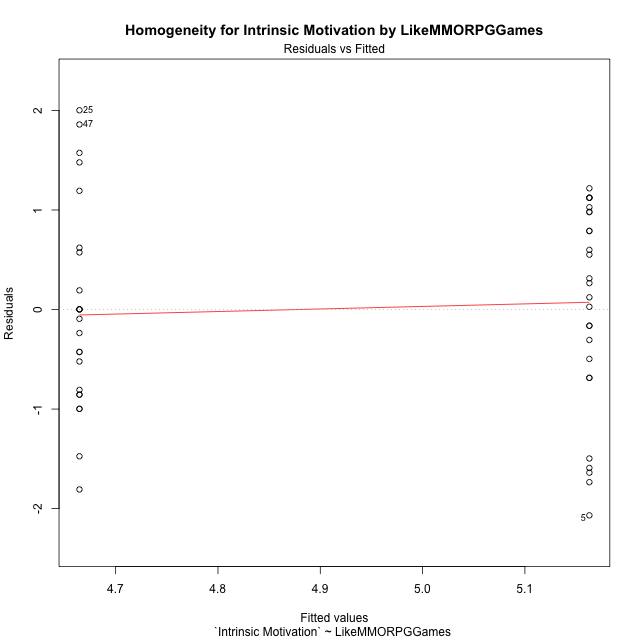 Homogeneity for Intrinsic Motivation by LikeMMORPGGames
Residuals vs Fitted
Residuals
2
1
0
-1
-2
25
47
5
4.7 4.8 4.9 5.0 5.1
Fitted values
`Intrinsic Motivation` ~ LikeMMORPGGames